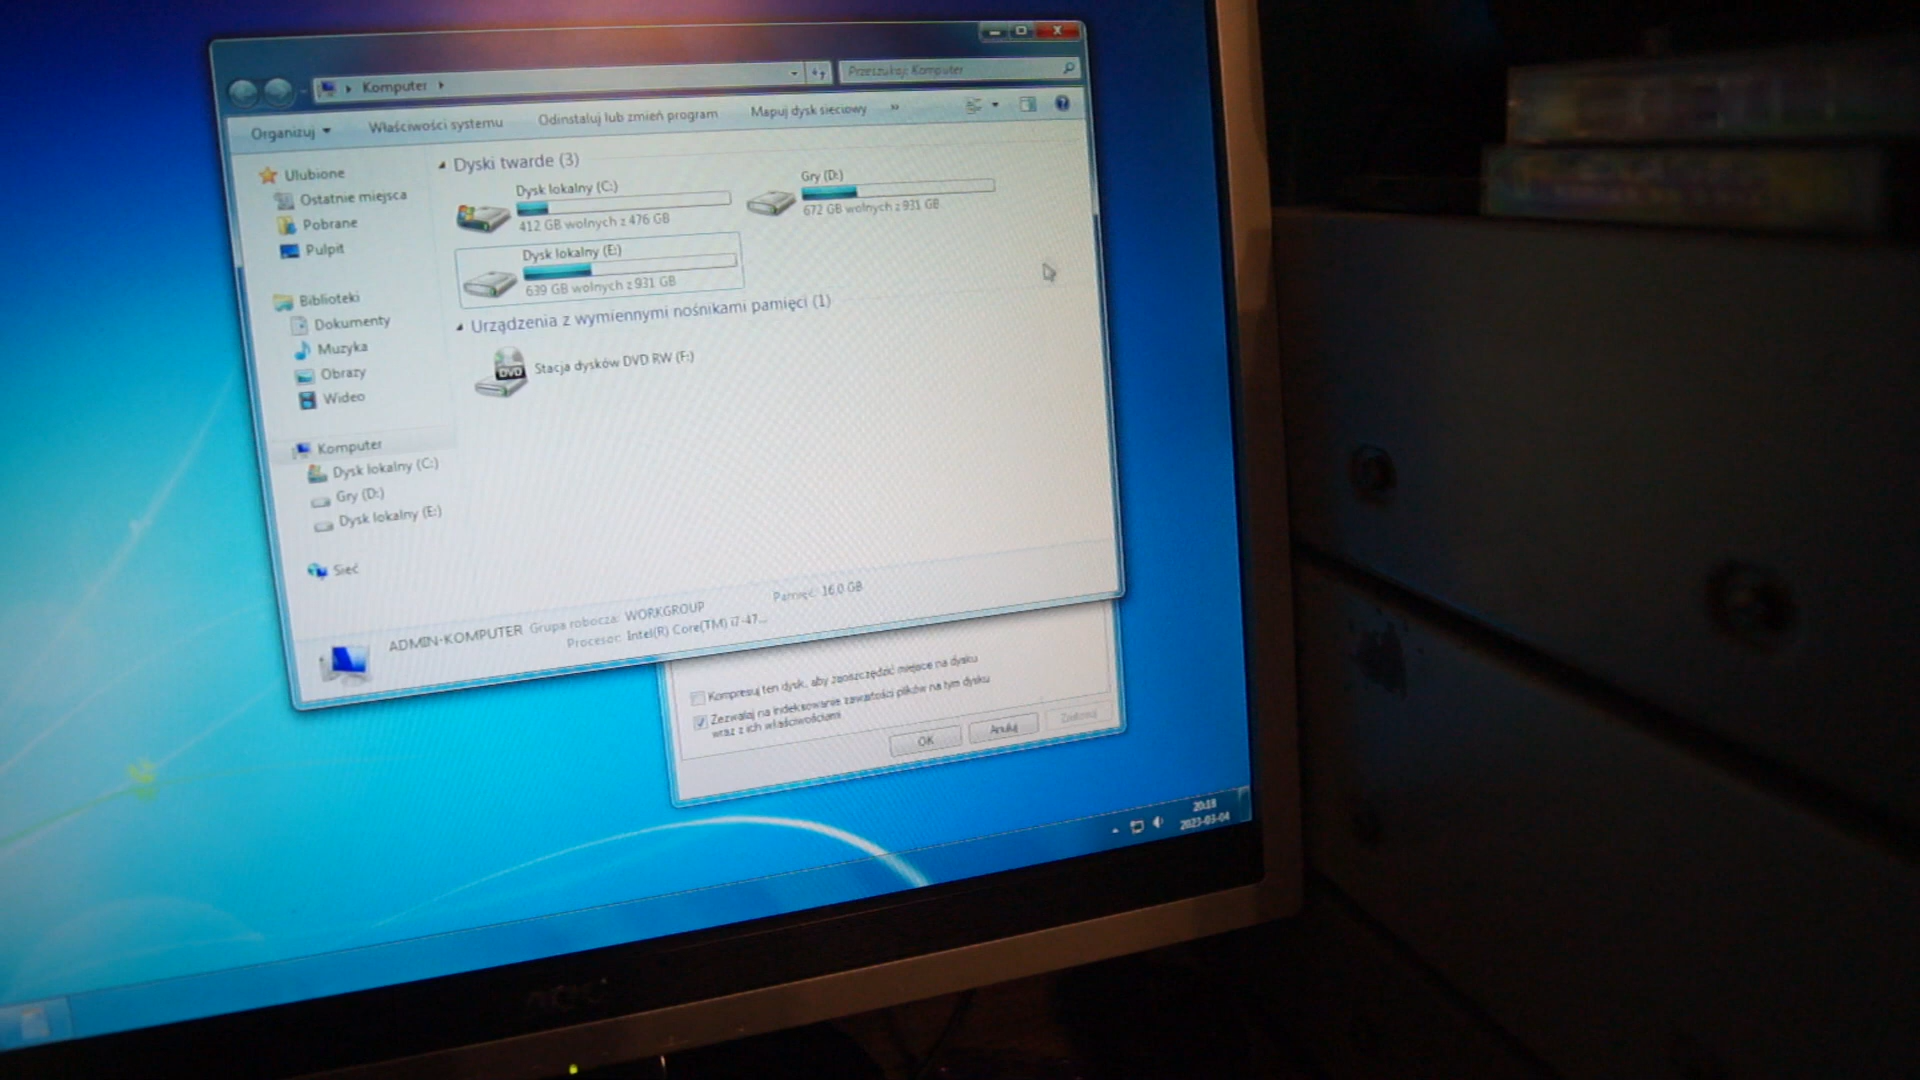 Komputer
Przeszukaj: Komputer
Organizuj
Właściwości systemu
Odinstaluj lub zmień program
Mapuj dysk sieciowy
»
Ulubione
Ostatnie miejsca
Pobrane
Pulpit
Biblioteki
Dokumenty
Muzyka
Obrazy
Wideo
Komputer
Dysk lokalny (C:)
Gry (D:)
Dysk lokalny (E:)
Sieć
Dyski twarde (3)
Dysk lokalny (C:)
412 GB wolnych z 476 GB
Gry (D:)
672 GB wolnych z 931 GB
Dysk lokalny (E:)
639 GB wolnych z 931 GB
Urządzenia z wymiennymi nośnikami pamięci (1)
DVD
Stacja dysków DVD RW (F:)
ADMIN-KOMPUTER Grupa robocza: WORKGROUP
Pamięć: 16,0 GB
Procesor: Intel(R) Core(TM) i7-47...
Kompresuj ten dysk, aby zaoszczędzić miejsce na dysku
Zezwalaj na indeksowanie zawartości plików na tym dysku
wraz z ich właściwościami
OK
Anuluj
Zastosuj
20:18
2023-03-04